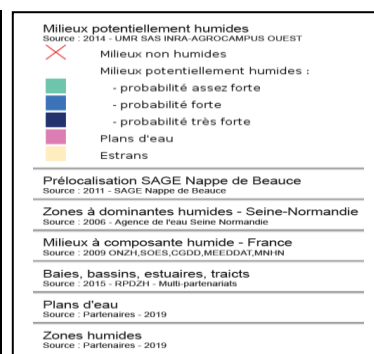 Milieux potentiellement humides
Source : 2014 - UMR SAS INRA-AGROCAMPUS OUEST
Milieux non humides
Milieux potentiellement humides :
- probabilité assez forte
- probabilité forte
- probabilité très forte
Plans d'eau
Estrans
Prélocalisation SAGE Nappe de Beauce
Source : 2011 - SAGE Nappe de Beauce
Zones à dominantes humides - Seine-Normandie
Source : 2006 - Agence de l'eau Seine Normandie
Milieux à composante humide - France
Source : 2009 ONZH,SOES,CGDD,MEEDDAT,MNHN
Baies, bassins, estuaires, traicts
Source : 2015 - RPDZH - Multi-partenariats
Plans d'eau
Source : Partenaires - 2019
Zones humides
Source : Partenaires - 2019